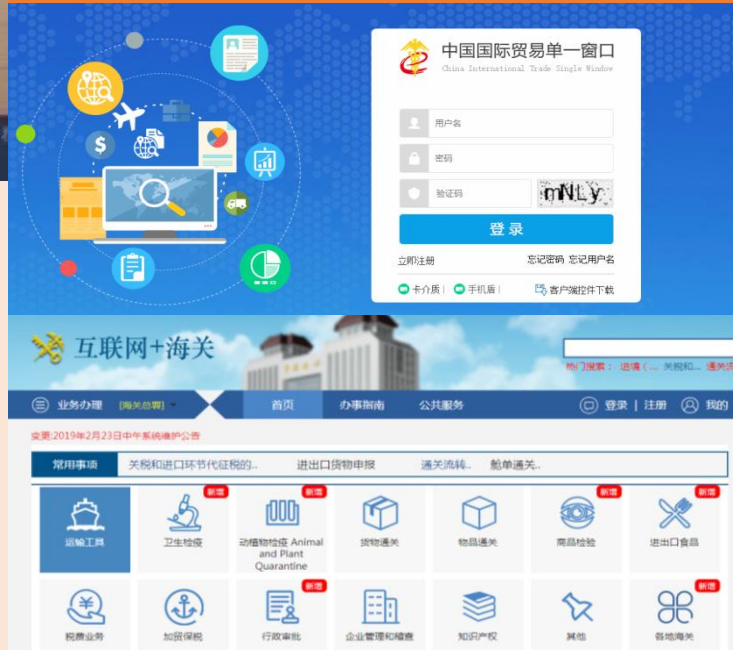 中国国际贸易单一窗口
China International Trade Single Window
用户名
密码
验证码 mNLy
登 录
立即注册 忘记密码 忘记用户名
卡介质| 手机盾| 客户端控件下载
$
互联网+海关
热门搜索： 进境（... 关税和... 通关流
业务办理 [海关总署] 首页 办事指南 公共服务 登录 | 注册 我的
变更:2019年2月23日中午系统维护公告
常用事项 关税和进口环节代征税的.. 进出口货物申报 通关流转.. 舱单通关..
新增 新增 新增 新增
运输工具 卫生检疫 动植物检疫 Animal and Plant Quarantine 货物通关 物品通关 商品检验 进出口食品
新增 新增
税费业务 加贸保税 行政审批 企业管理和稽查 知识产权 其他 各地海关